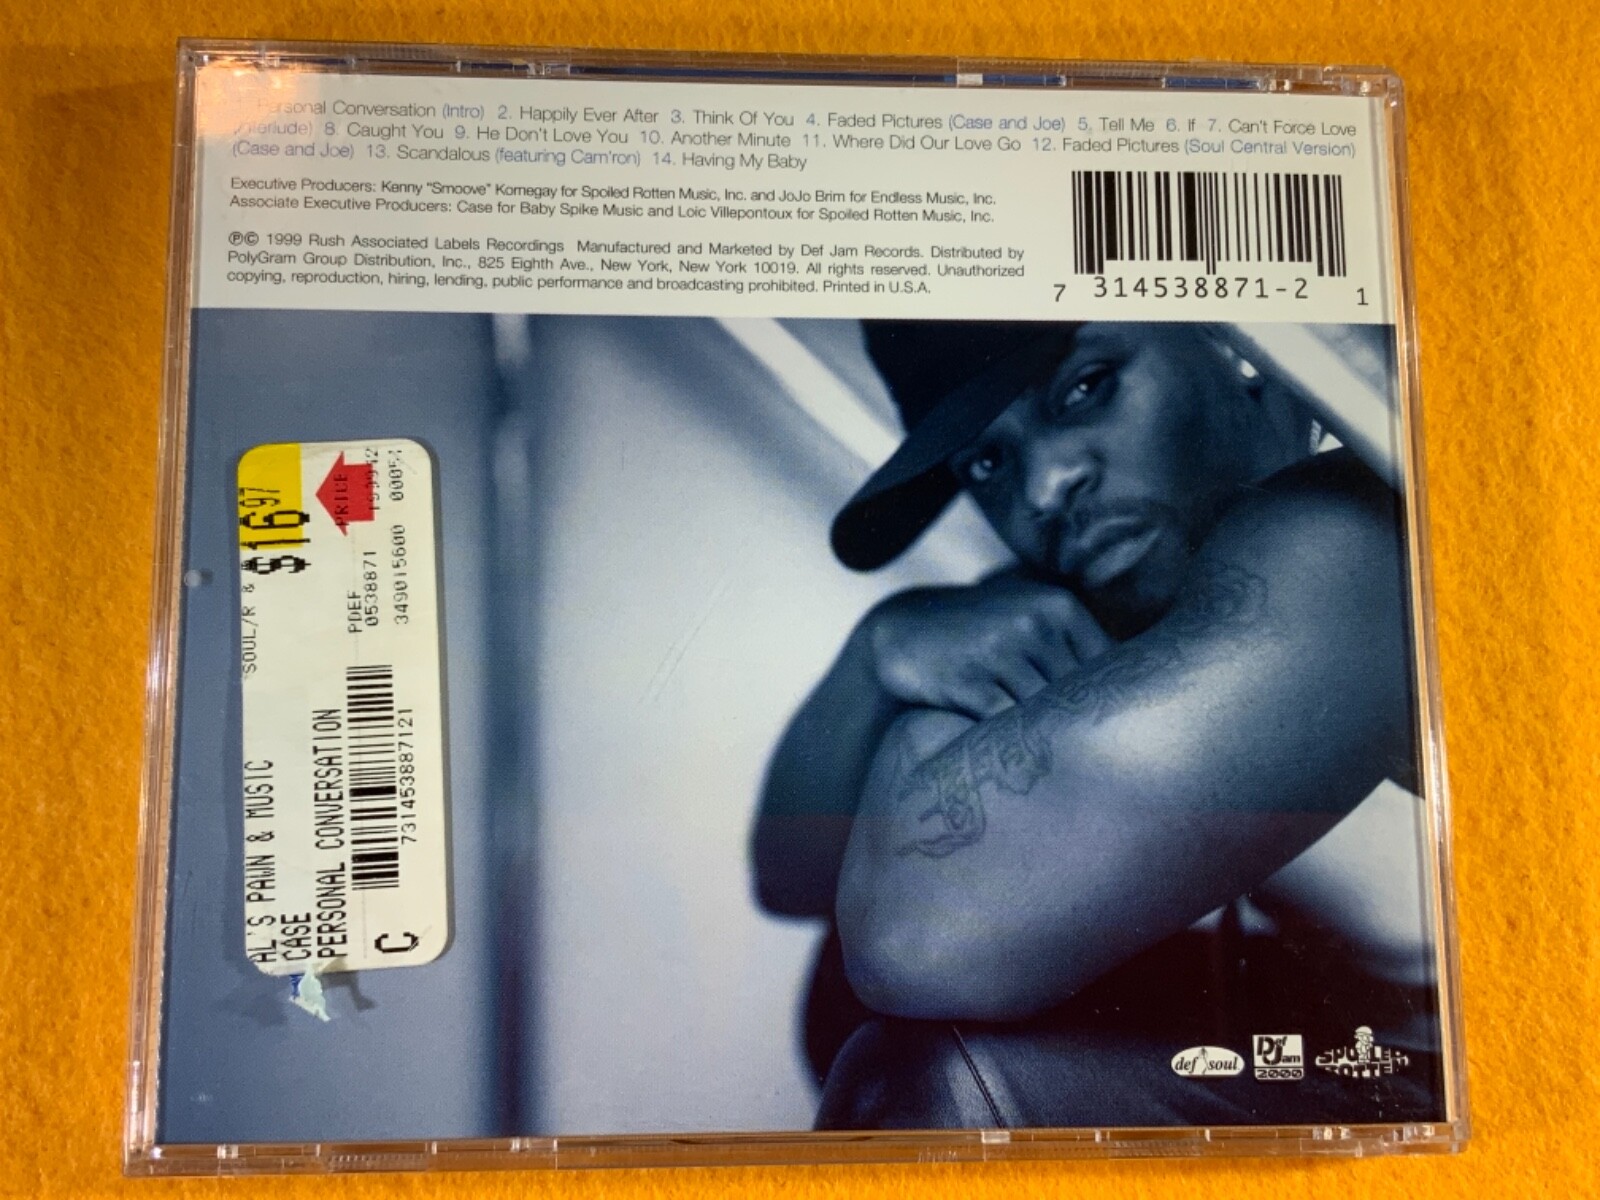 1. Personal Conversation (Intro) 2. Happily Ever After 3. Think Of You 4. Faded Pictures (Case and Joe) 5. Tell Me 6. If 7. Can't Force Love
(Interlude) 8. Caught You 9. He Don't Love You 10. Another Minute 11. Where Did Our Love Go 12. Faded Pictures (Soul Central Version)
(Case and Joe) 13. Scandalous (featuring Cam'ron) 14. Having My Baby
Executive Producers: Kenny "Smoove" Kornegay for Spoiled Rotten Music, Inc. and JoJo Brim for Endless Music, Inc.
Associate Executive Producers: Case for Baby Spike Music and Loic Villepontoux for Spoiled Rotten Music, Inc.
℗© 1999 Rush Associated Labels Recordings Manufactured and Marketed by Def Jam Records. Distributed by
PolyGram Group Distribution, Inc., 825 Eighth Ave., New York, New York 10019. All rights reserved. Unauthorized
copying, reproduction, hiring, lending, public performance and broadcasting prohibited. Printed in U.S.A.
7 314538871-2 1
AL'S PAWN & MUSIC SOUL/R &
CASE
$16.97
PERSONAL CONVERSATION
PRICE
PDEF
0538871
731453887121
C 349015600
def soul
Def Jam
2000